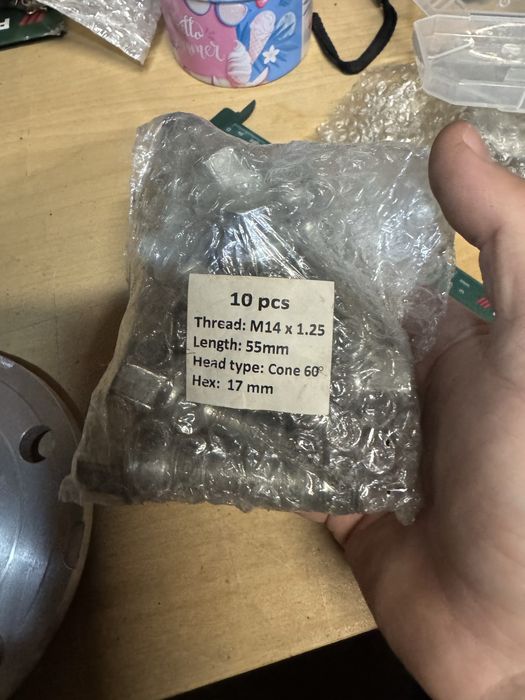 10 pcs
Thread: M14 x 1.25
Length: 55mm
Head type: Cone 60°
Hex: 17 mm